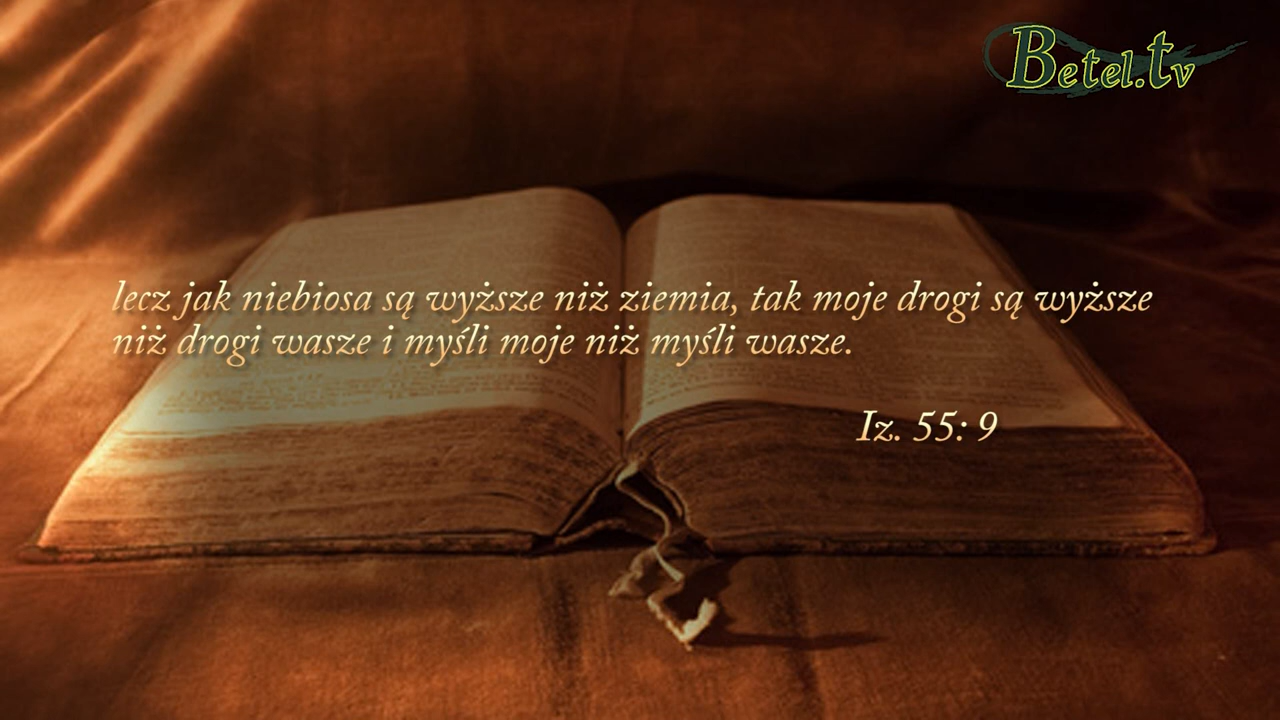 Betel.tv
lecz jak niebiosa są wyższe niż ziemia, tak moje drogi są wyższe
niż drogi wasze i myśli moje niż myśli wasze.
Iz. 55: 9